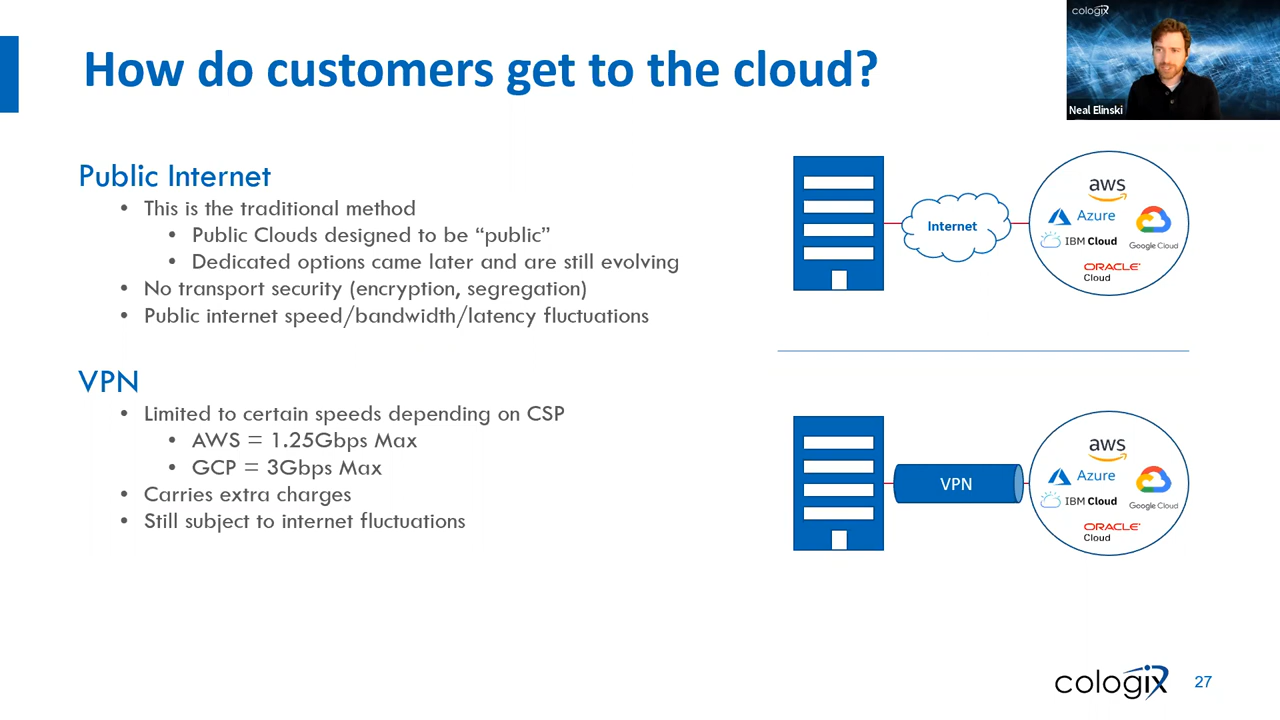 How do customers get to the cloud?
cologix
Neal Elinski
Public Internet
• This is the traditional method
• Public Clouds designed to be “public”
• Dedicated options came later and are still evolving
• No transport security (encryption, segregation)
• Public internet speed/bandwidth/latency fluctuations
Internet
aws
Azure
IBM Cloud
Google Cloud
ORACLE
Cloud
VPN
• Limited to certain speeds depending on CSP
• AWS = 1.25Gbps Max
• GCP = 3Gbps Max
• Carries extra charges
• Still subject to internet fluctuations
VPN
aws
Azure
IBM Cloud
Google Cloud
ORACLE
Cloud
cologix
27